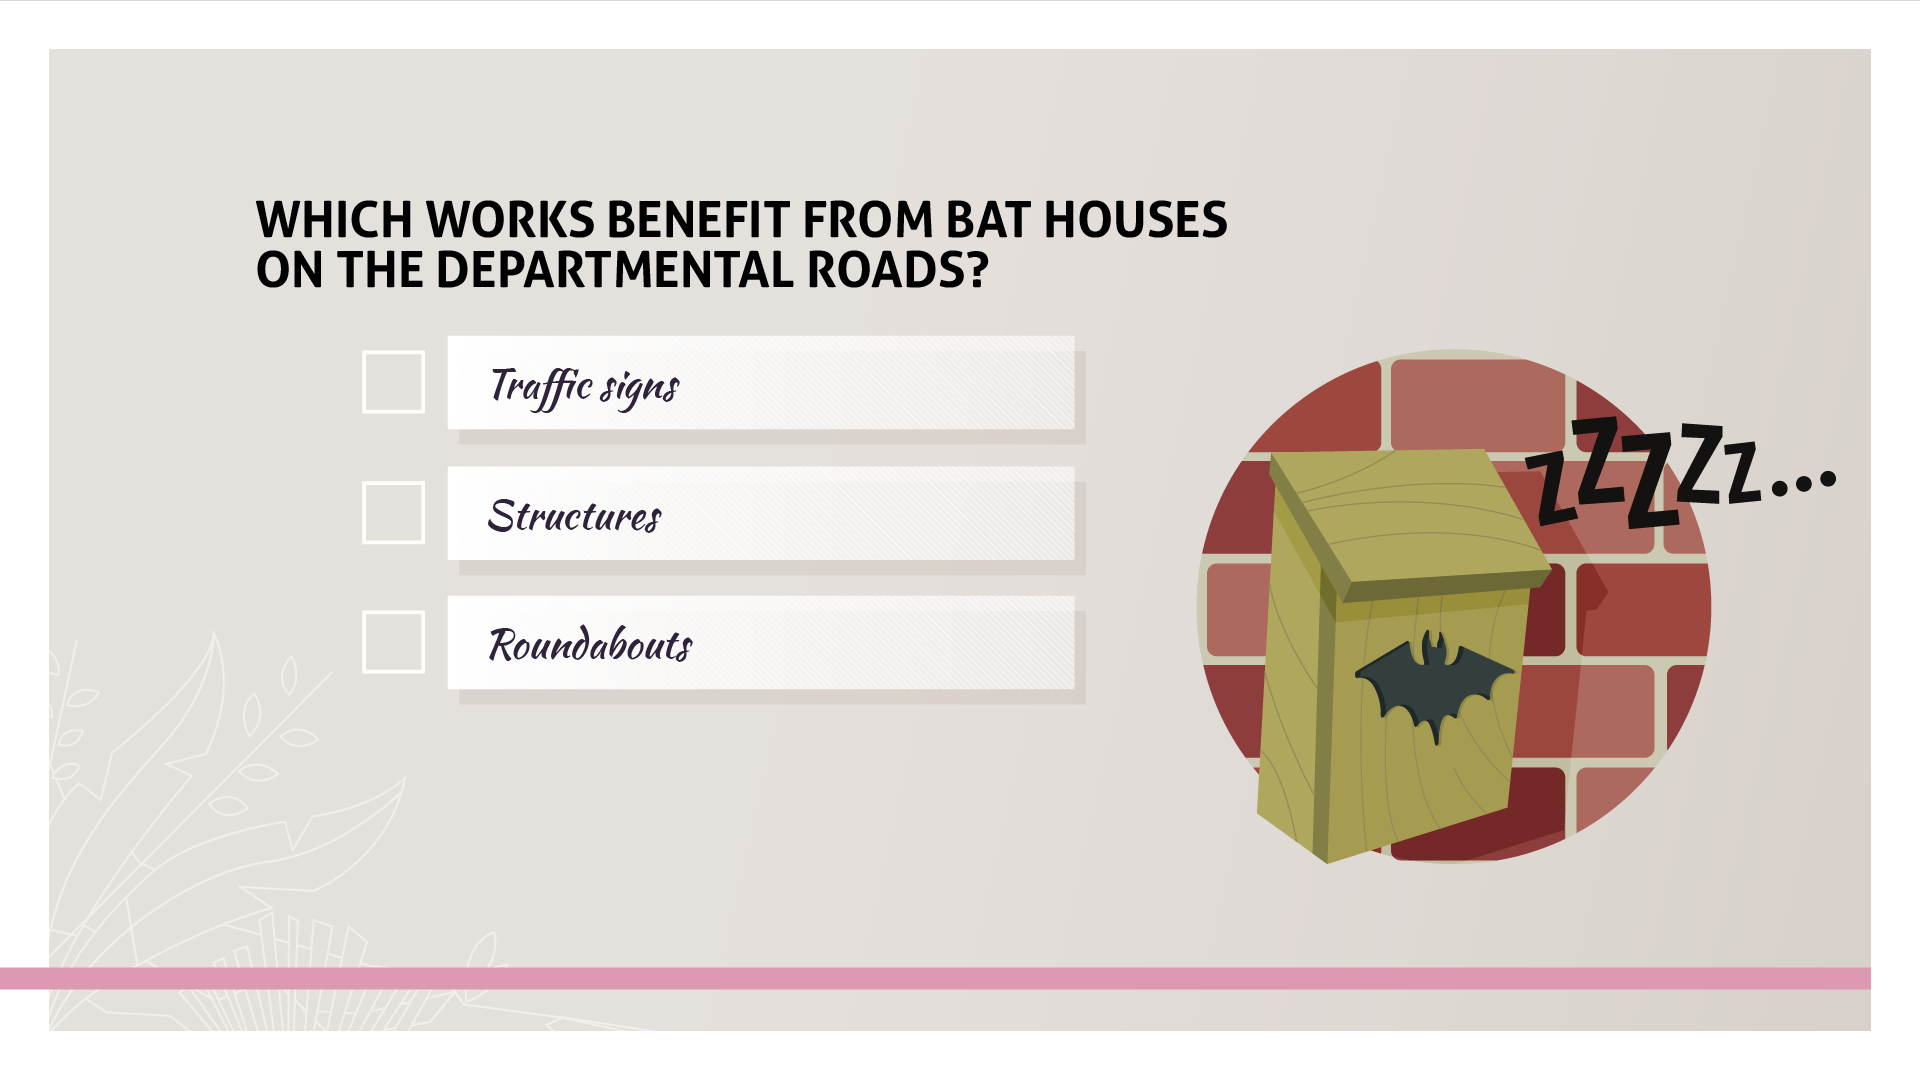 WHICH WORKS BENEFIT FROM BAT HOUSES
ON THE DEPARTMENTAL ROADS?
Traffic signs
Structures
Roundabouts
zZZZz...